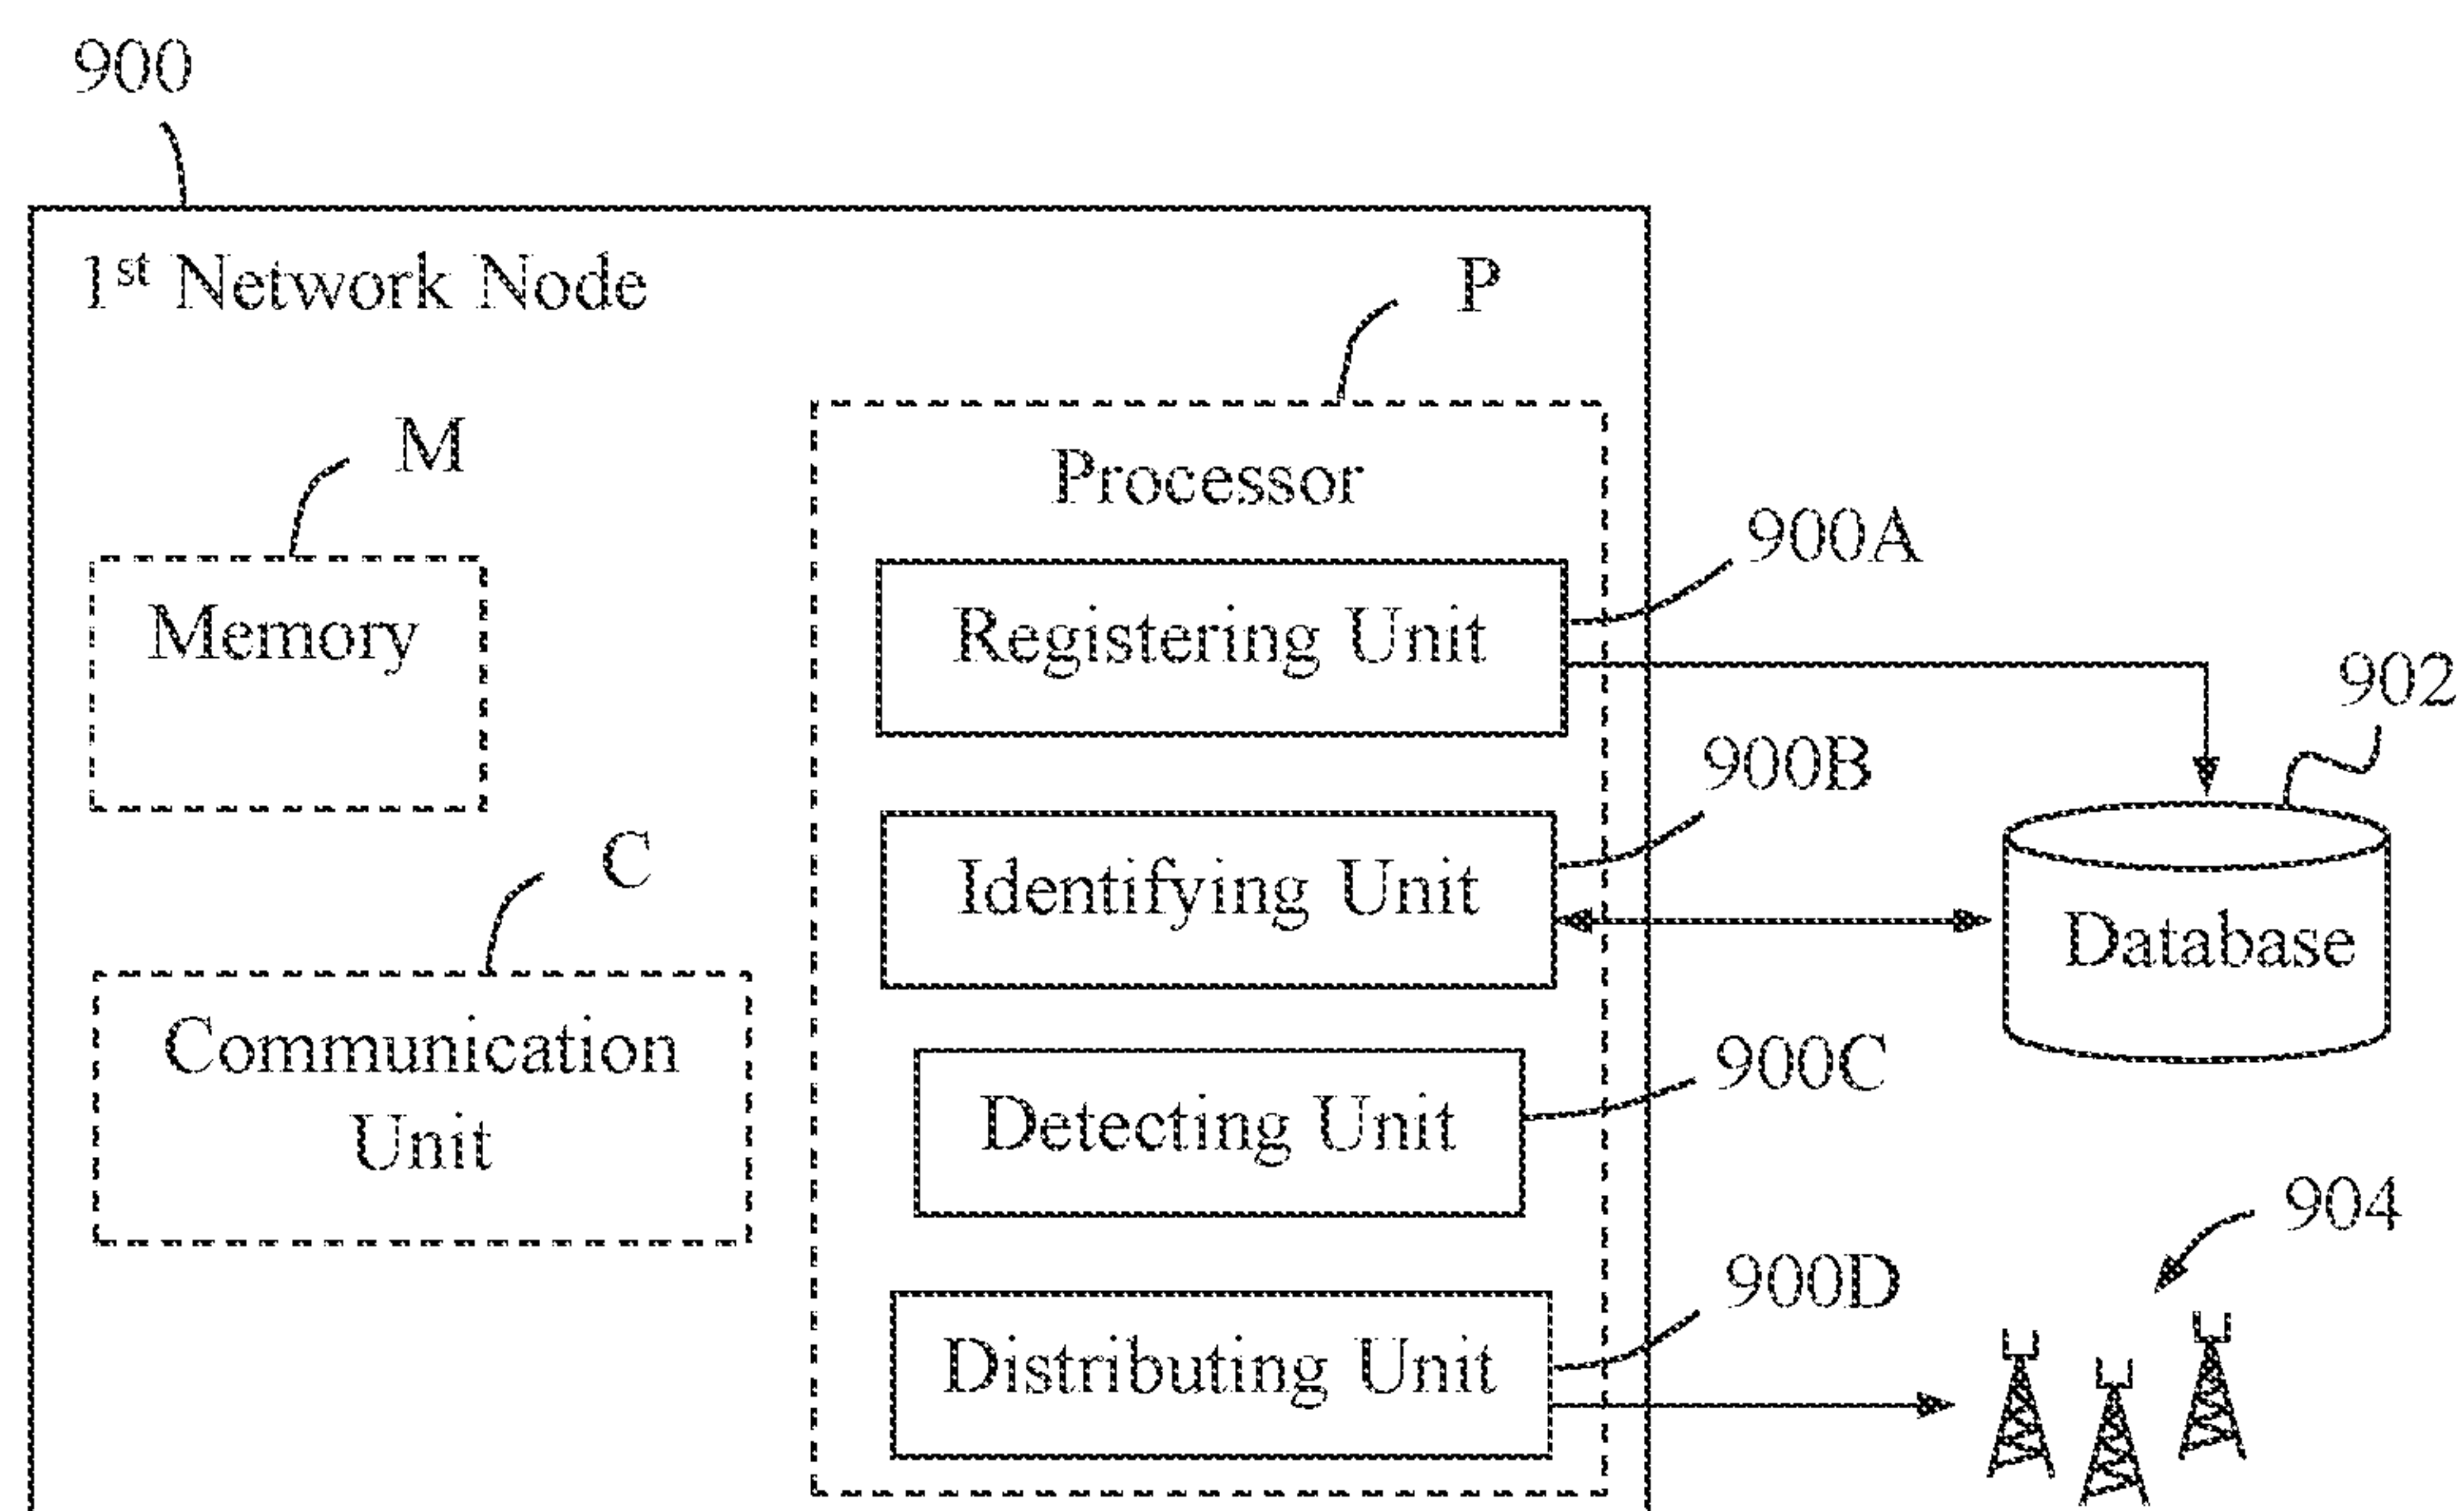 900
1st Network Node
P
M
Processor
Memory
900A
Registering Unit
902
900B
C
Identifying Unit
Database
Communication
Unit
900C
Detecting Unit
904
900D
Distributing Unit